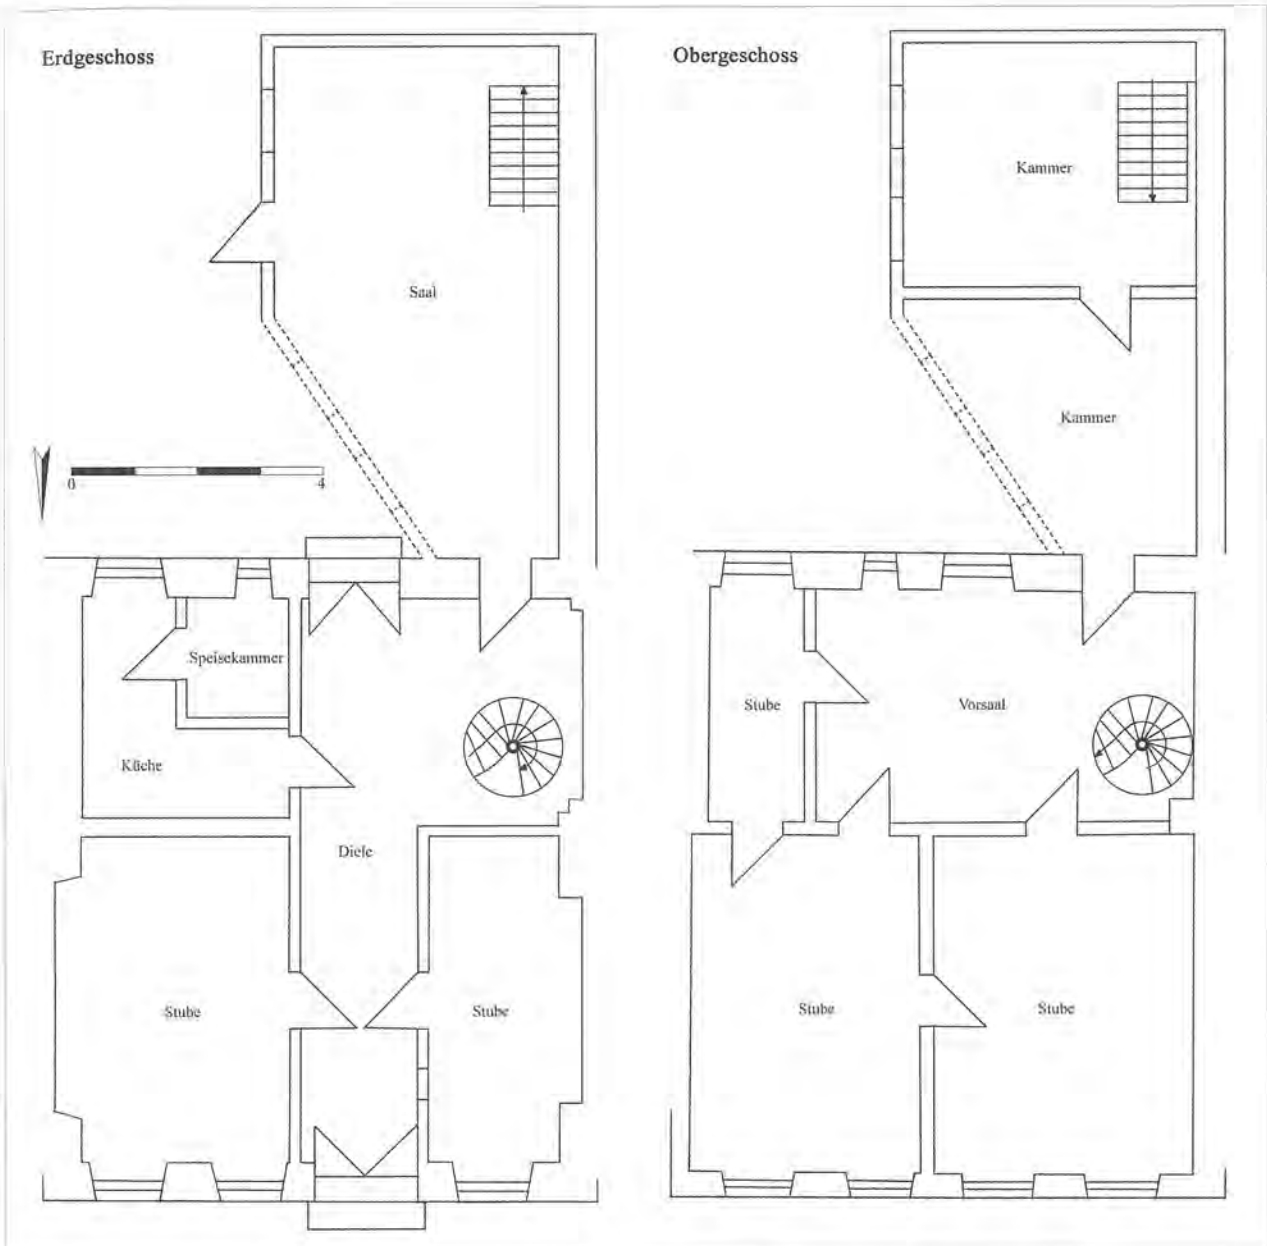 Erdgeschoss
Saal
0 4
Speisekammer
Küche
Diele
Stube
Stube
Obergeschoss
Kammer
Kammer
Stube
Vorsaal
Stube
Stube